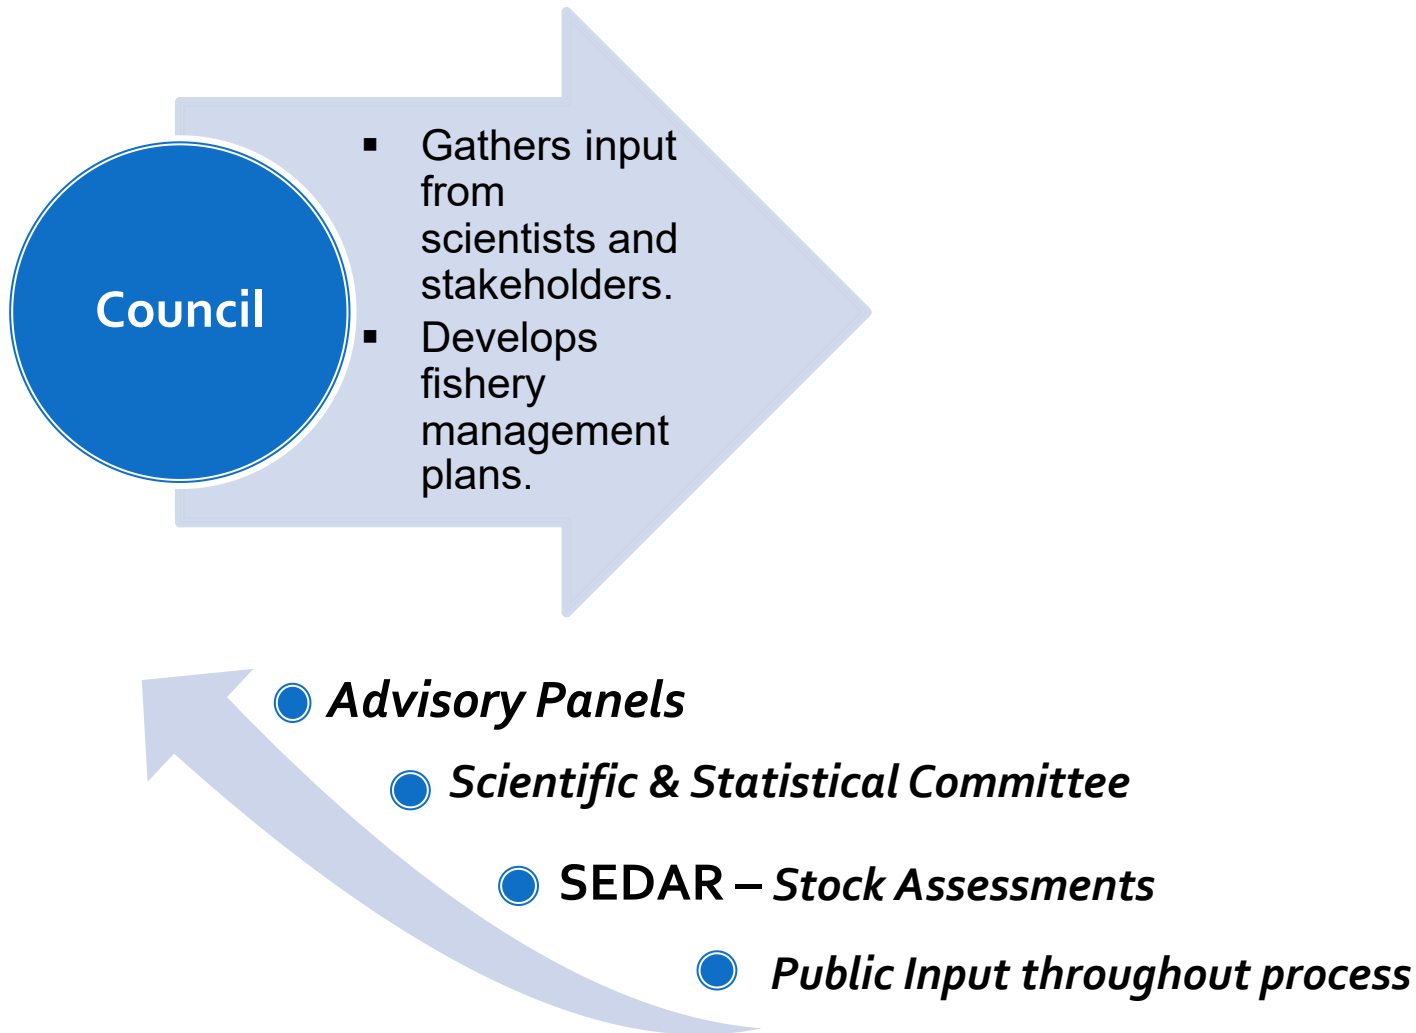 Council
▪ Gathers input
from
scientists and
stakeholders.
▪ Develops
fishery
management
plans.
Advisory Panels
Scientific & Statistical Committee
SEDAR – Stock Assessments
Public Input throughout process